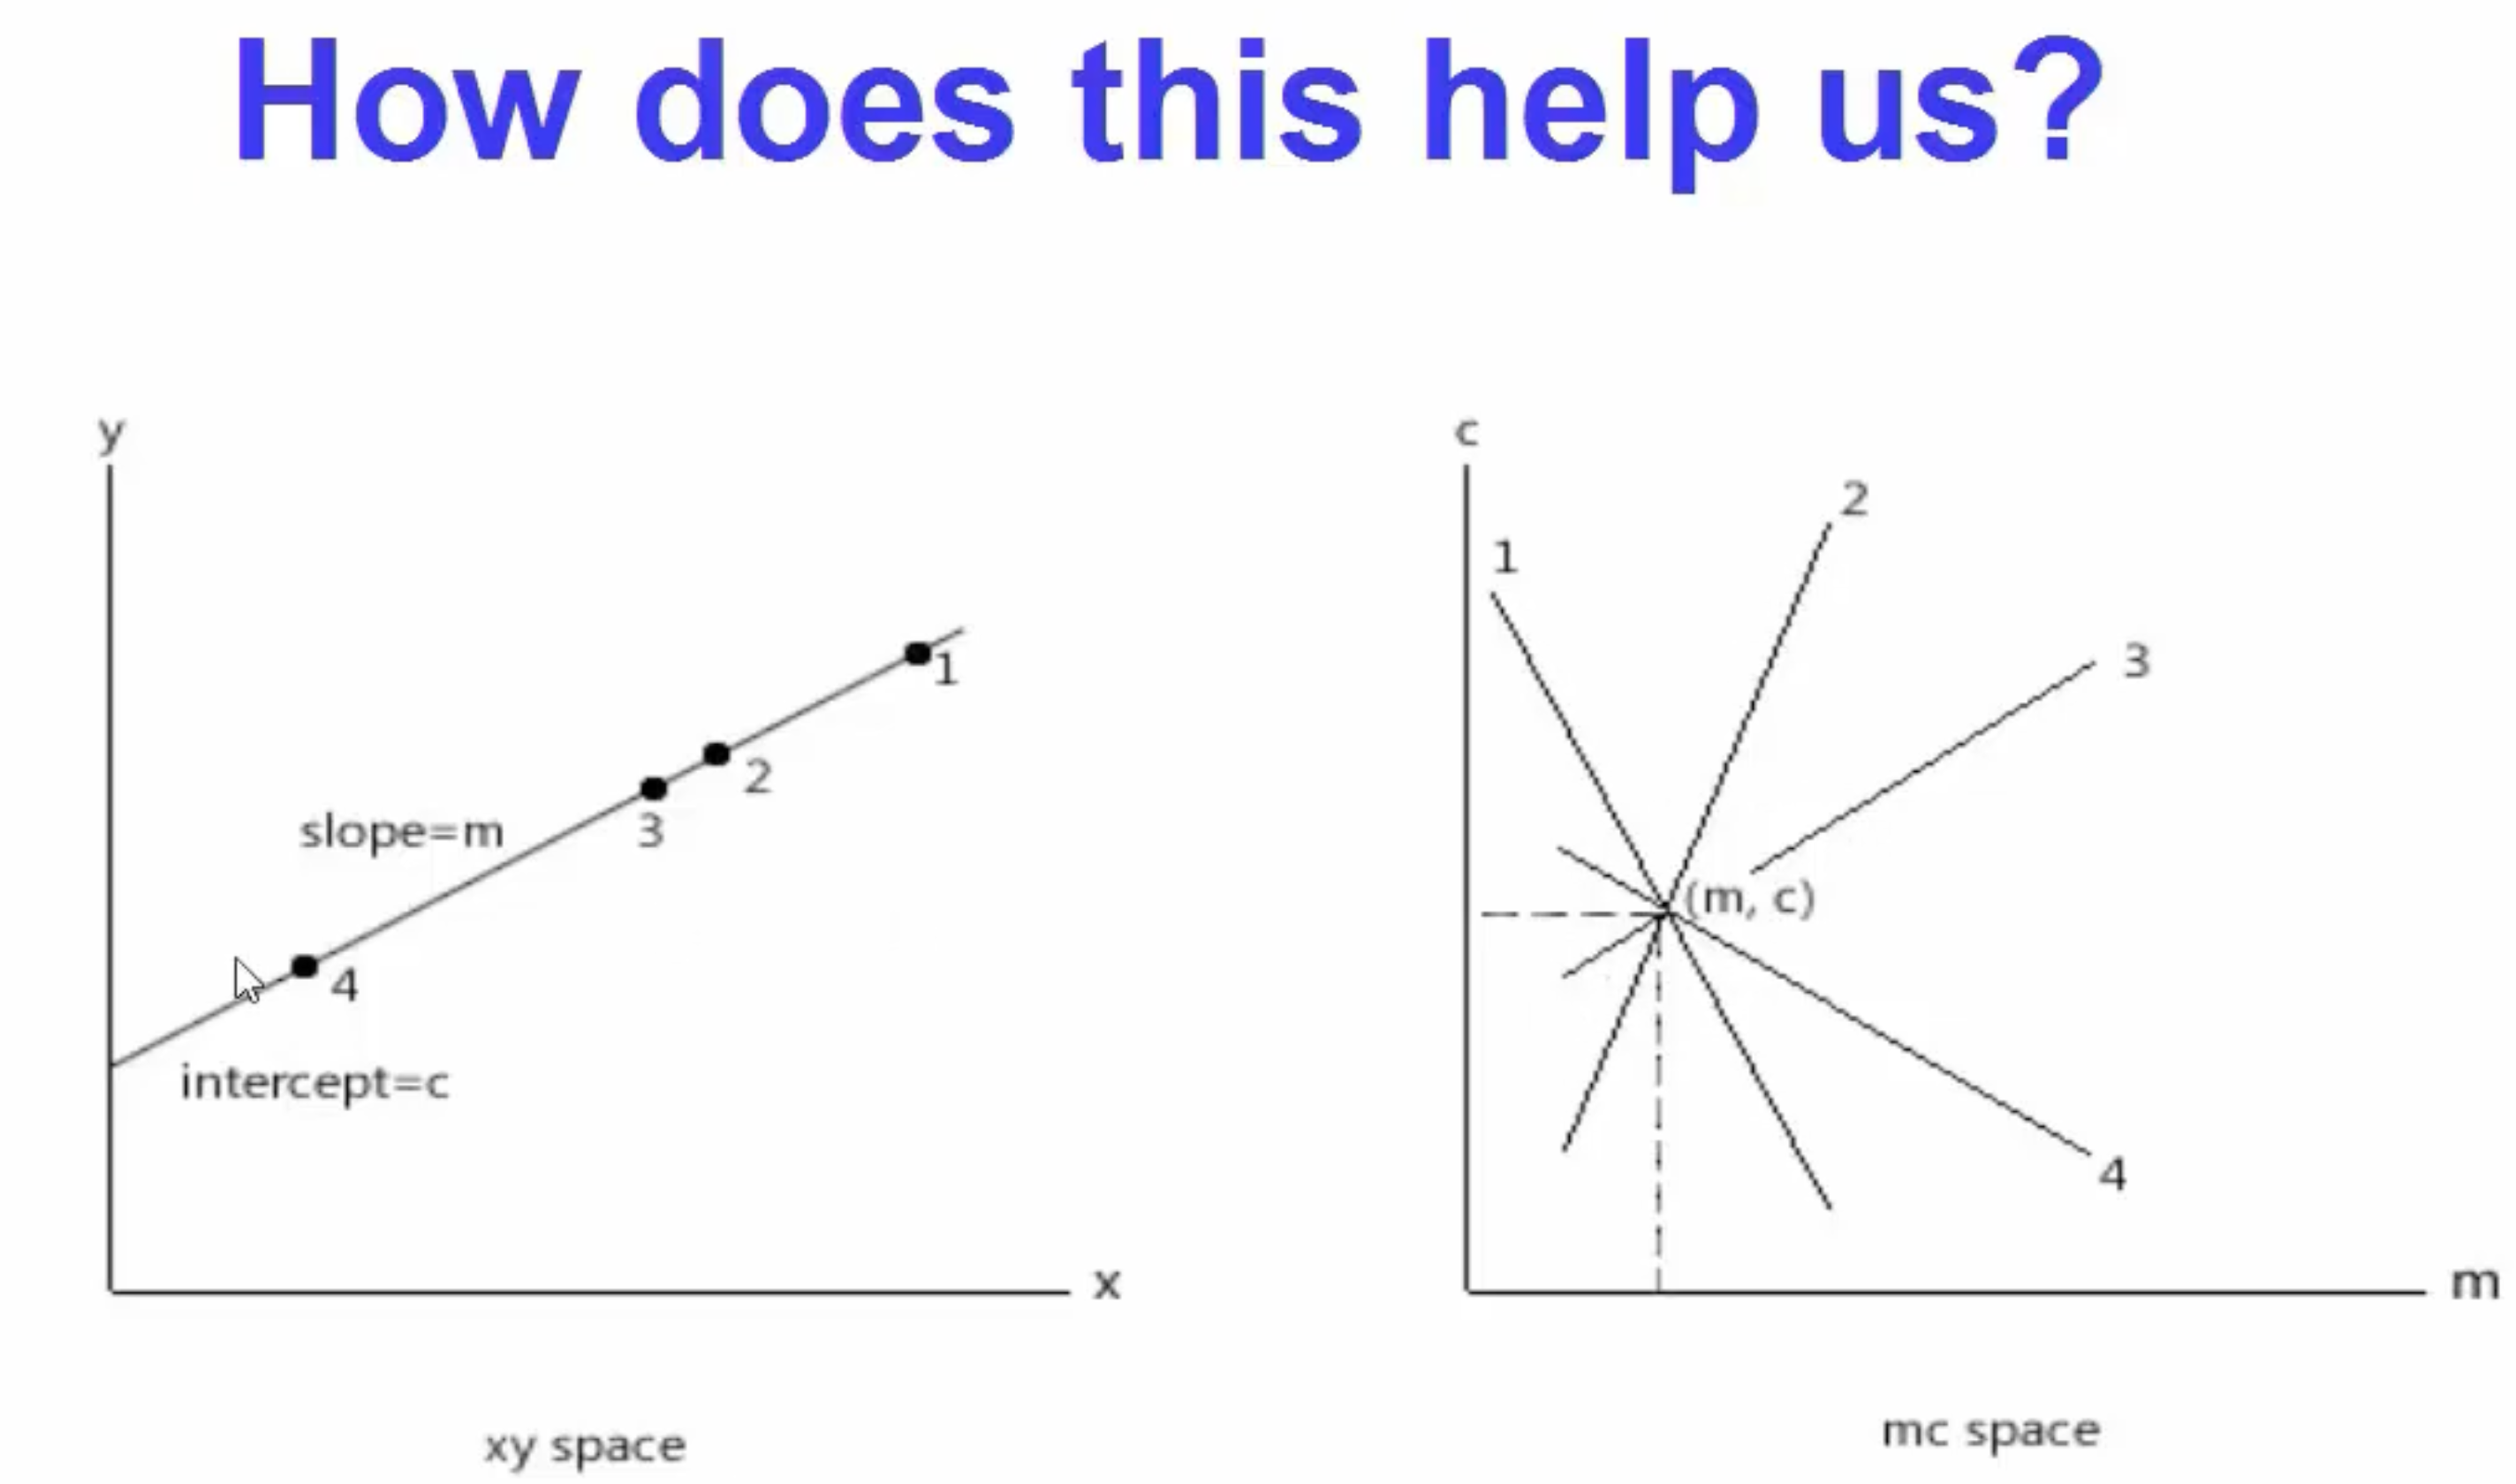 How does this help us?
y
1
2
3
slope=m
4
intercept=c
x
xy space
c
2
1
3
(m, c)
4
m
mc space